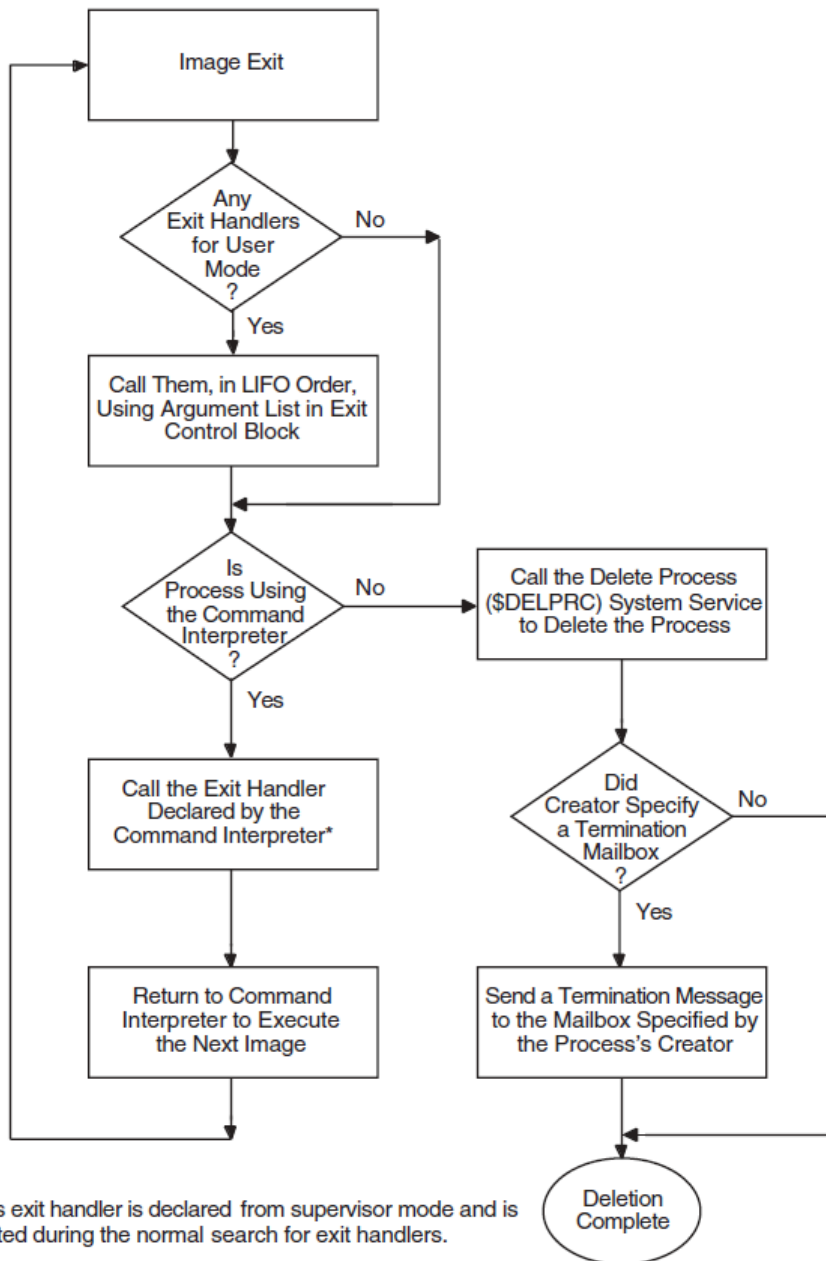 Image Exit
Any
Exit Handlers
for User
Mode
?
No
Yes
Call Them, in LIFO Order,
Using Argument List in Exit
Control Block
Is
Process Using
the Command
Interpreter
?
No
Yes
Call the Delete Process
($DELPRC) System Service
to Delete the Process
Call the Exit Handler
Declared by the
Command Interpreter*
Did
Creator Specify
a Termination
Mailbox
?
No
Yes
Return to Command
Interpreter to Execute
the Next Image
Send a Termination Message
to the Mailbox Specified by
the Process's Creator
Deletion
Complete
s exit handler is declared from supervisor mode and is
ted during the normal search for exit handlers.